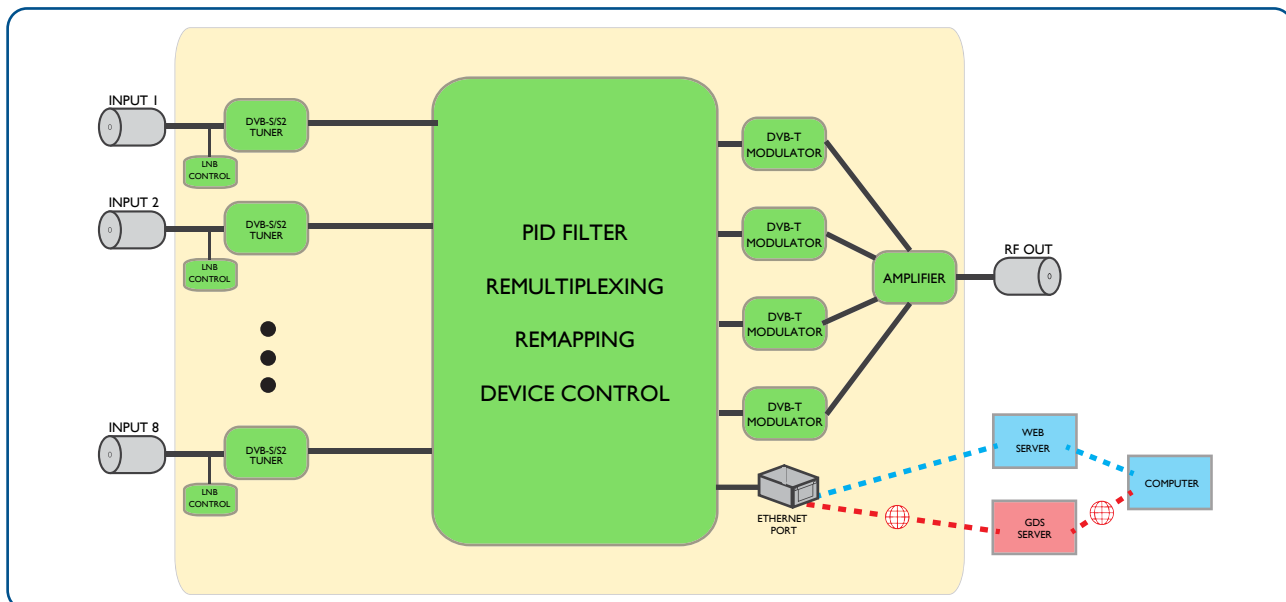 INPUT 1
DVB-S/S2
TUNER
LNB
CONTROL
INPUT 2
DVB-S/S2
TUNER
LNB
CONTROL
INPUT 8
DVB-S/S2
TUNER
LNB
CONTROL
PID FILTER
REMULTIPLEXING
REMAPPING
DEVICE CONTROL
DVB-T
MODULATOR
DVB-T
MODULATOR
DVB-T
MODULATOR
DVB-T
MODULATOR
AMPLIFIER
RF OUT
ETHERNET
PORT
WEB
SERVER
GDS
SERVER
COMPUTER